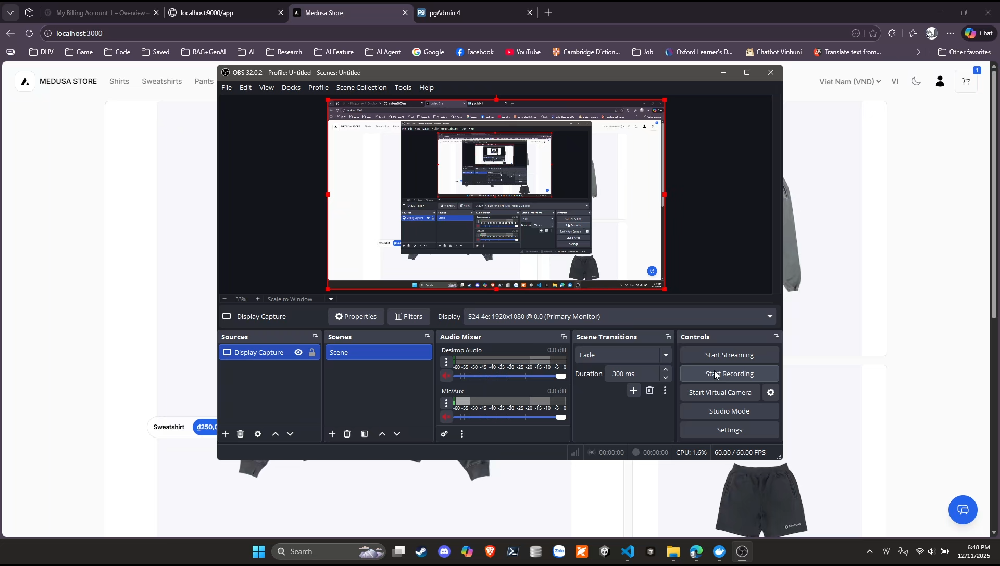 My Billing Account 1 – Overview –
localhost:9000/app
Medusa Store
pgAdmin 4
localhost:3000
Chat
ĐHV
Game
Code
Saved
RAG+GenAI
AI
Research
AI Feature
AI Agent
Google
Facebook
YouTube
Cambridge Diction...
Job
Oxford Learner's D...
Chatbot Vinhuni
Translate text from...
Other favorites
MEDUSA STORE
Shirts
Sweatshirts
Pants
Viet Nam (VND)
VI
1
OBS 32.0.2 - Profile: Untitled - Scenes: Untitled
File
Edit
View
Docks
Profile
Scene Collection
Tools
Help
33%
Scale to Window
Display Capture
Properties
Filters
Display
S24-4e: 1920x1080 @ 0,0 (Primary Monitor)
Sources
Display Capture
Scenes
Scene
Audio Mixer
Desktop Audio
0.0 dB
-60 -55 -50 -45 -40 -35 -30 -25 -20 -15 -10 -5 0
Mic/Aux
0.0 dB
-60 -55 -50 -45 -40 -35 -30 -25 -20 -15 -10 -5 0
Scene Transitions
Fade
Duration
300 ms
Controls
Start Streaming
Start Recording
Start Virtual Camera
Studio Mode
Settings
00:00:00
00:00:00
CPU: 1.6%
60.00 / 60.00 FPS
Sweatshirt
₫250,0
Medusa
Search
Zalo
6:48 PM
12/11/2025